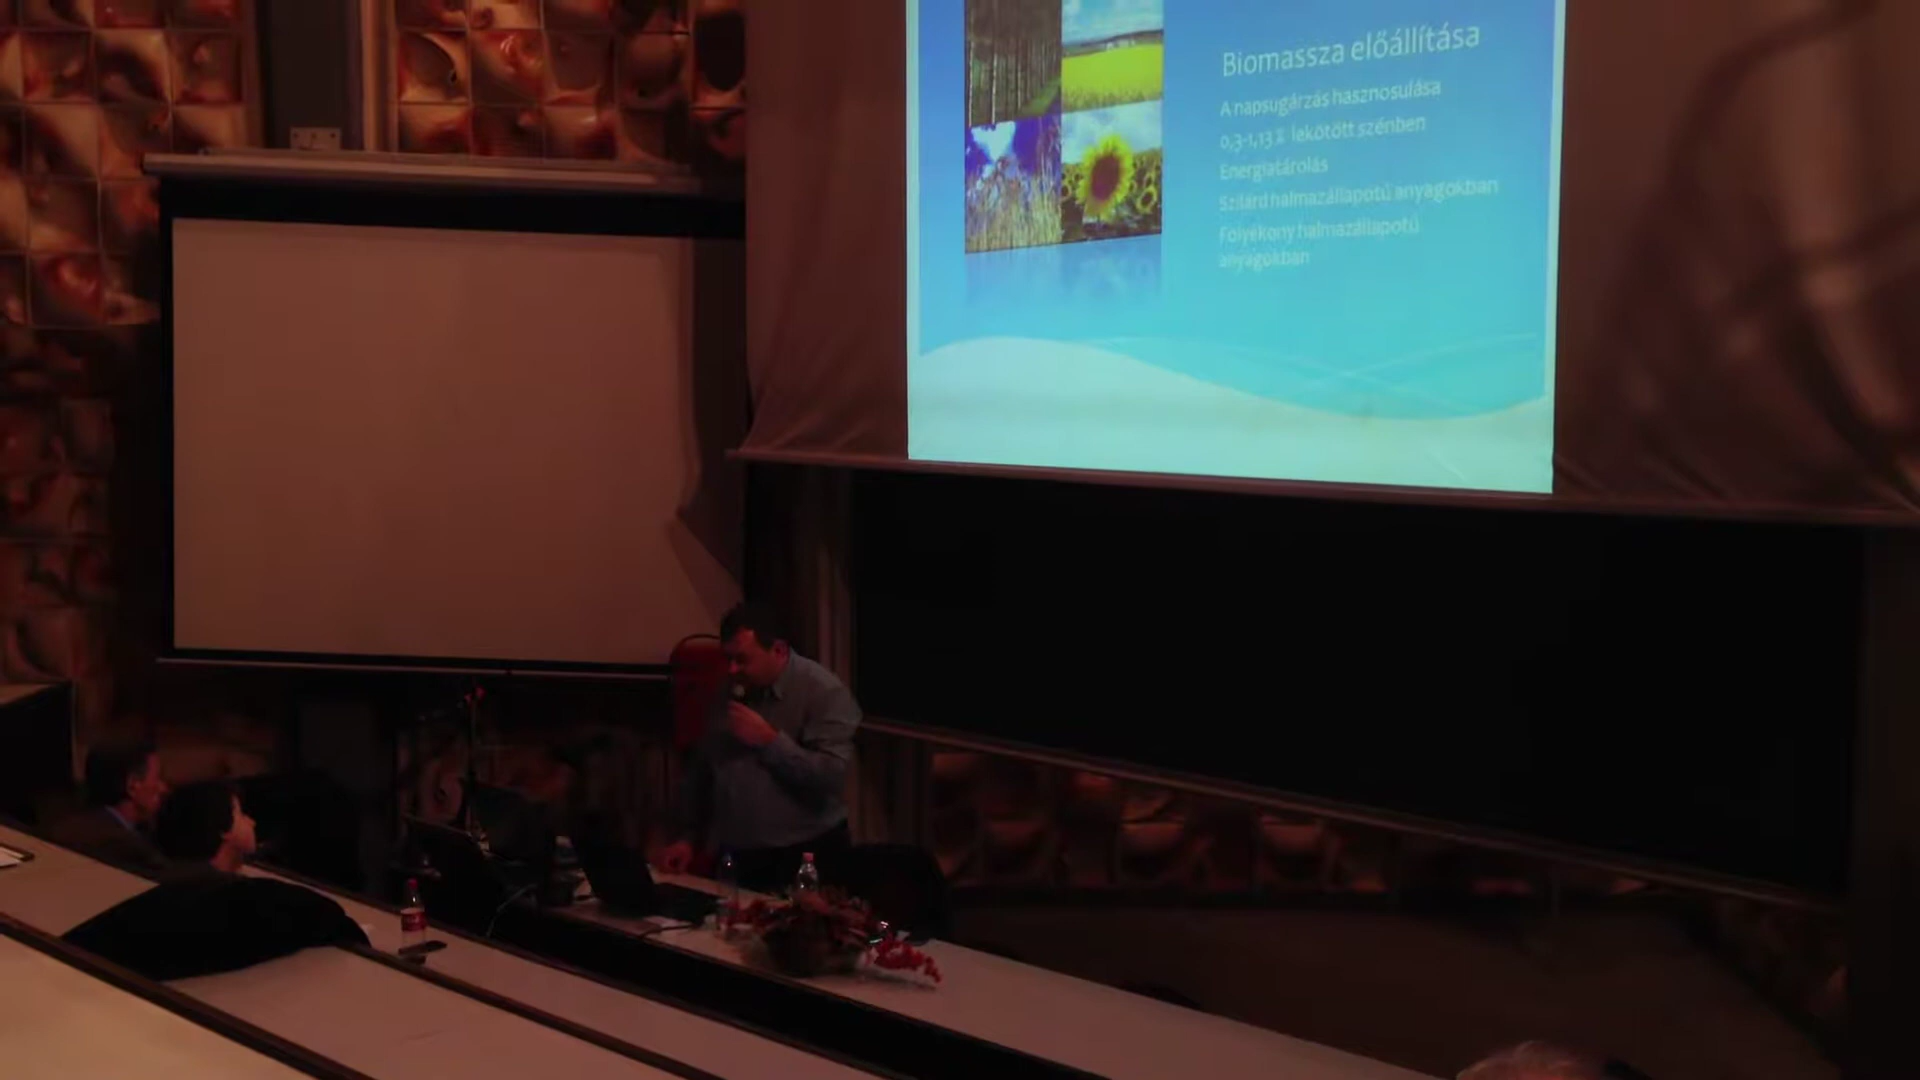 Biomassza előállítása
A napsugárzás hasznosulása
0,3-1,13 % lekötött szénben
Energiatárolás
Szilárd halmazállapotú anyagokban
Folyékony halmazállapotú
anyagokban